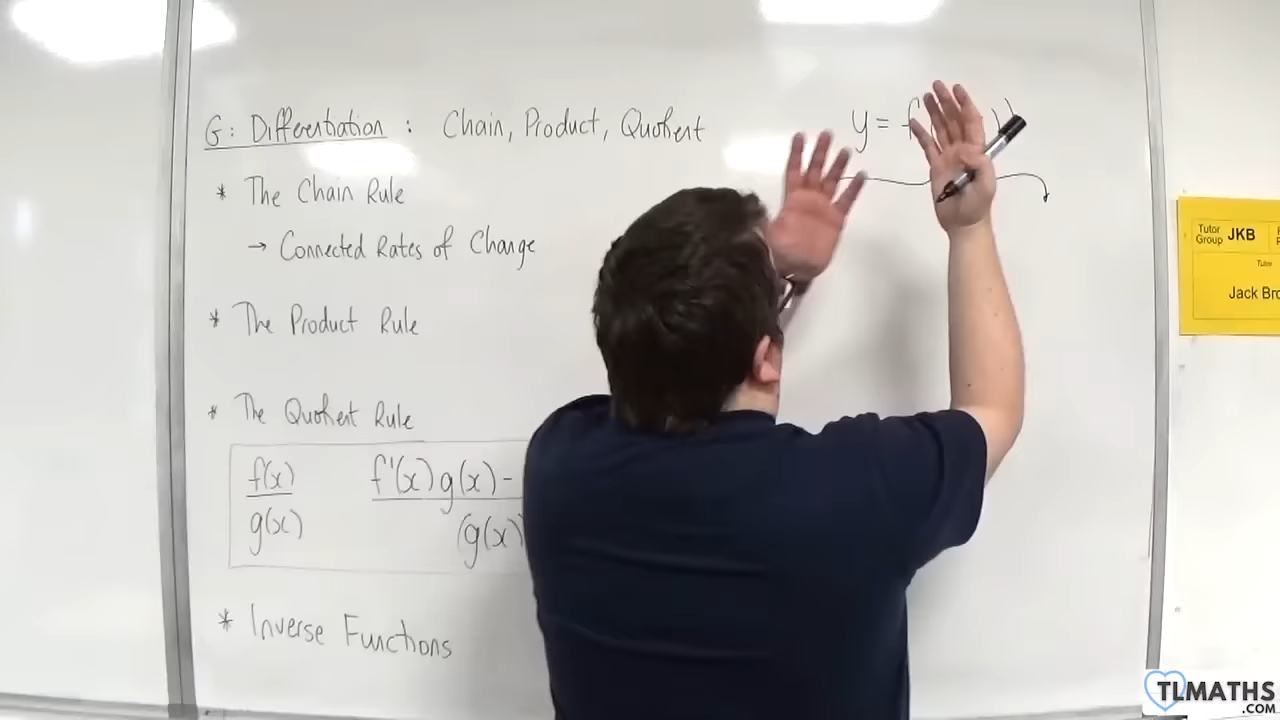 G: Differentiation : Chain, Product, Quotient
* The Chain Rule
→ Connected Rates of Change
* The Product Rule
* The Quotient Rule
f(x)
g(x)
f'(x)g(x) -
(g(x)
* Inverse Functions
y = f
)
Tutor
Group JKB
Tutor
Jack Bro
TLMATHS
.COM